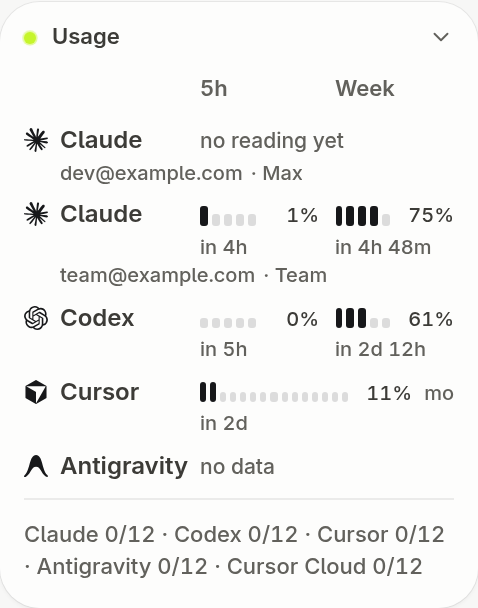 Usage
5h Week
Claude no reading yet
dev@example.com · Max
Claude 1% 75%
in 4h in 4h 48m
team@example.com · Team
Codex 0% 61%
in 5h in 2d 12h
Cursor 11% mo
in 2d
Antigravity no data
Claude 0/12 · Codex 0/12 · Cursor 0/12
· Antigravity 0/12 · Cursor Cloud 0/12